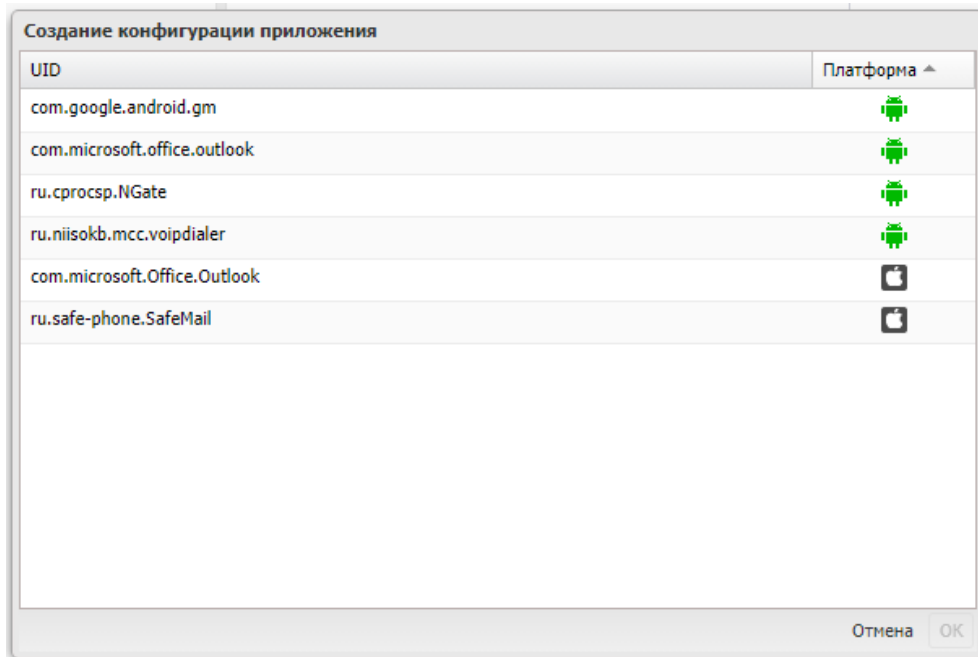 Создание конфигурации приложения
UID Платформа
com.google.android.gm
com.microsoft.office.outlook
ru.cprocsp.NGate
ru.niisokb.mcc.voipdialer
com.microsoft.Office.Outlook
ru.safe-phone.SafeMail
Отмена OK